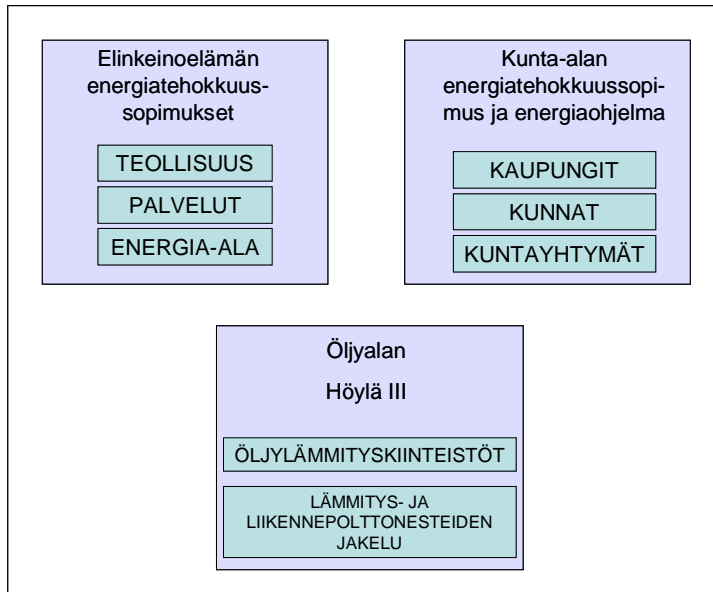 Elinkeinoelämän
energiatehokkuus-
sopimukset
TEOLLISUUS
PALVELUT
ENERGIA-ALA
Kunta-alan
energiatehokkuussopi-
mus ja energiaohjelma
KAUPUNGIT
KUNNAT
KUNTAYHTYMÄT
Öljyalan
Höylä III
ÖLJYLÄMMITYSKIINTEISTÖT
LÄMMITYS- JA
LIIKENNEPOLTTONESTEIDEN
JAKELU